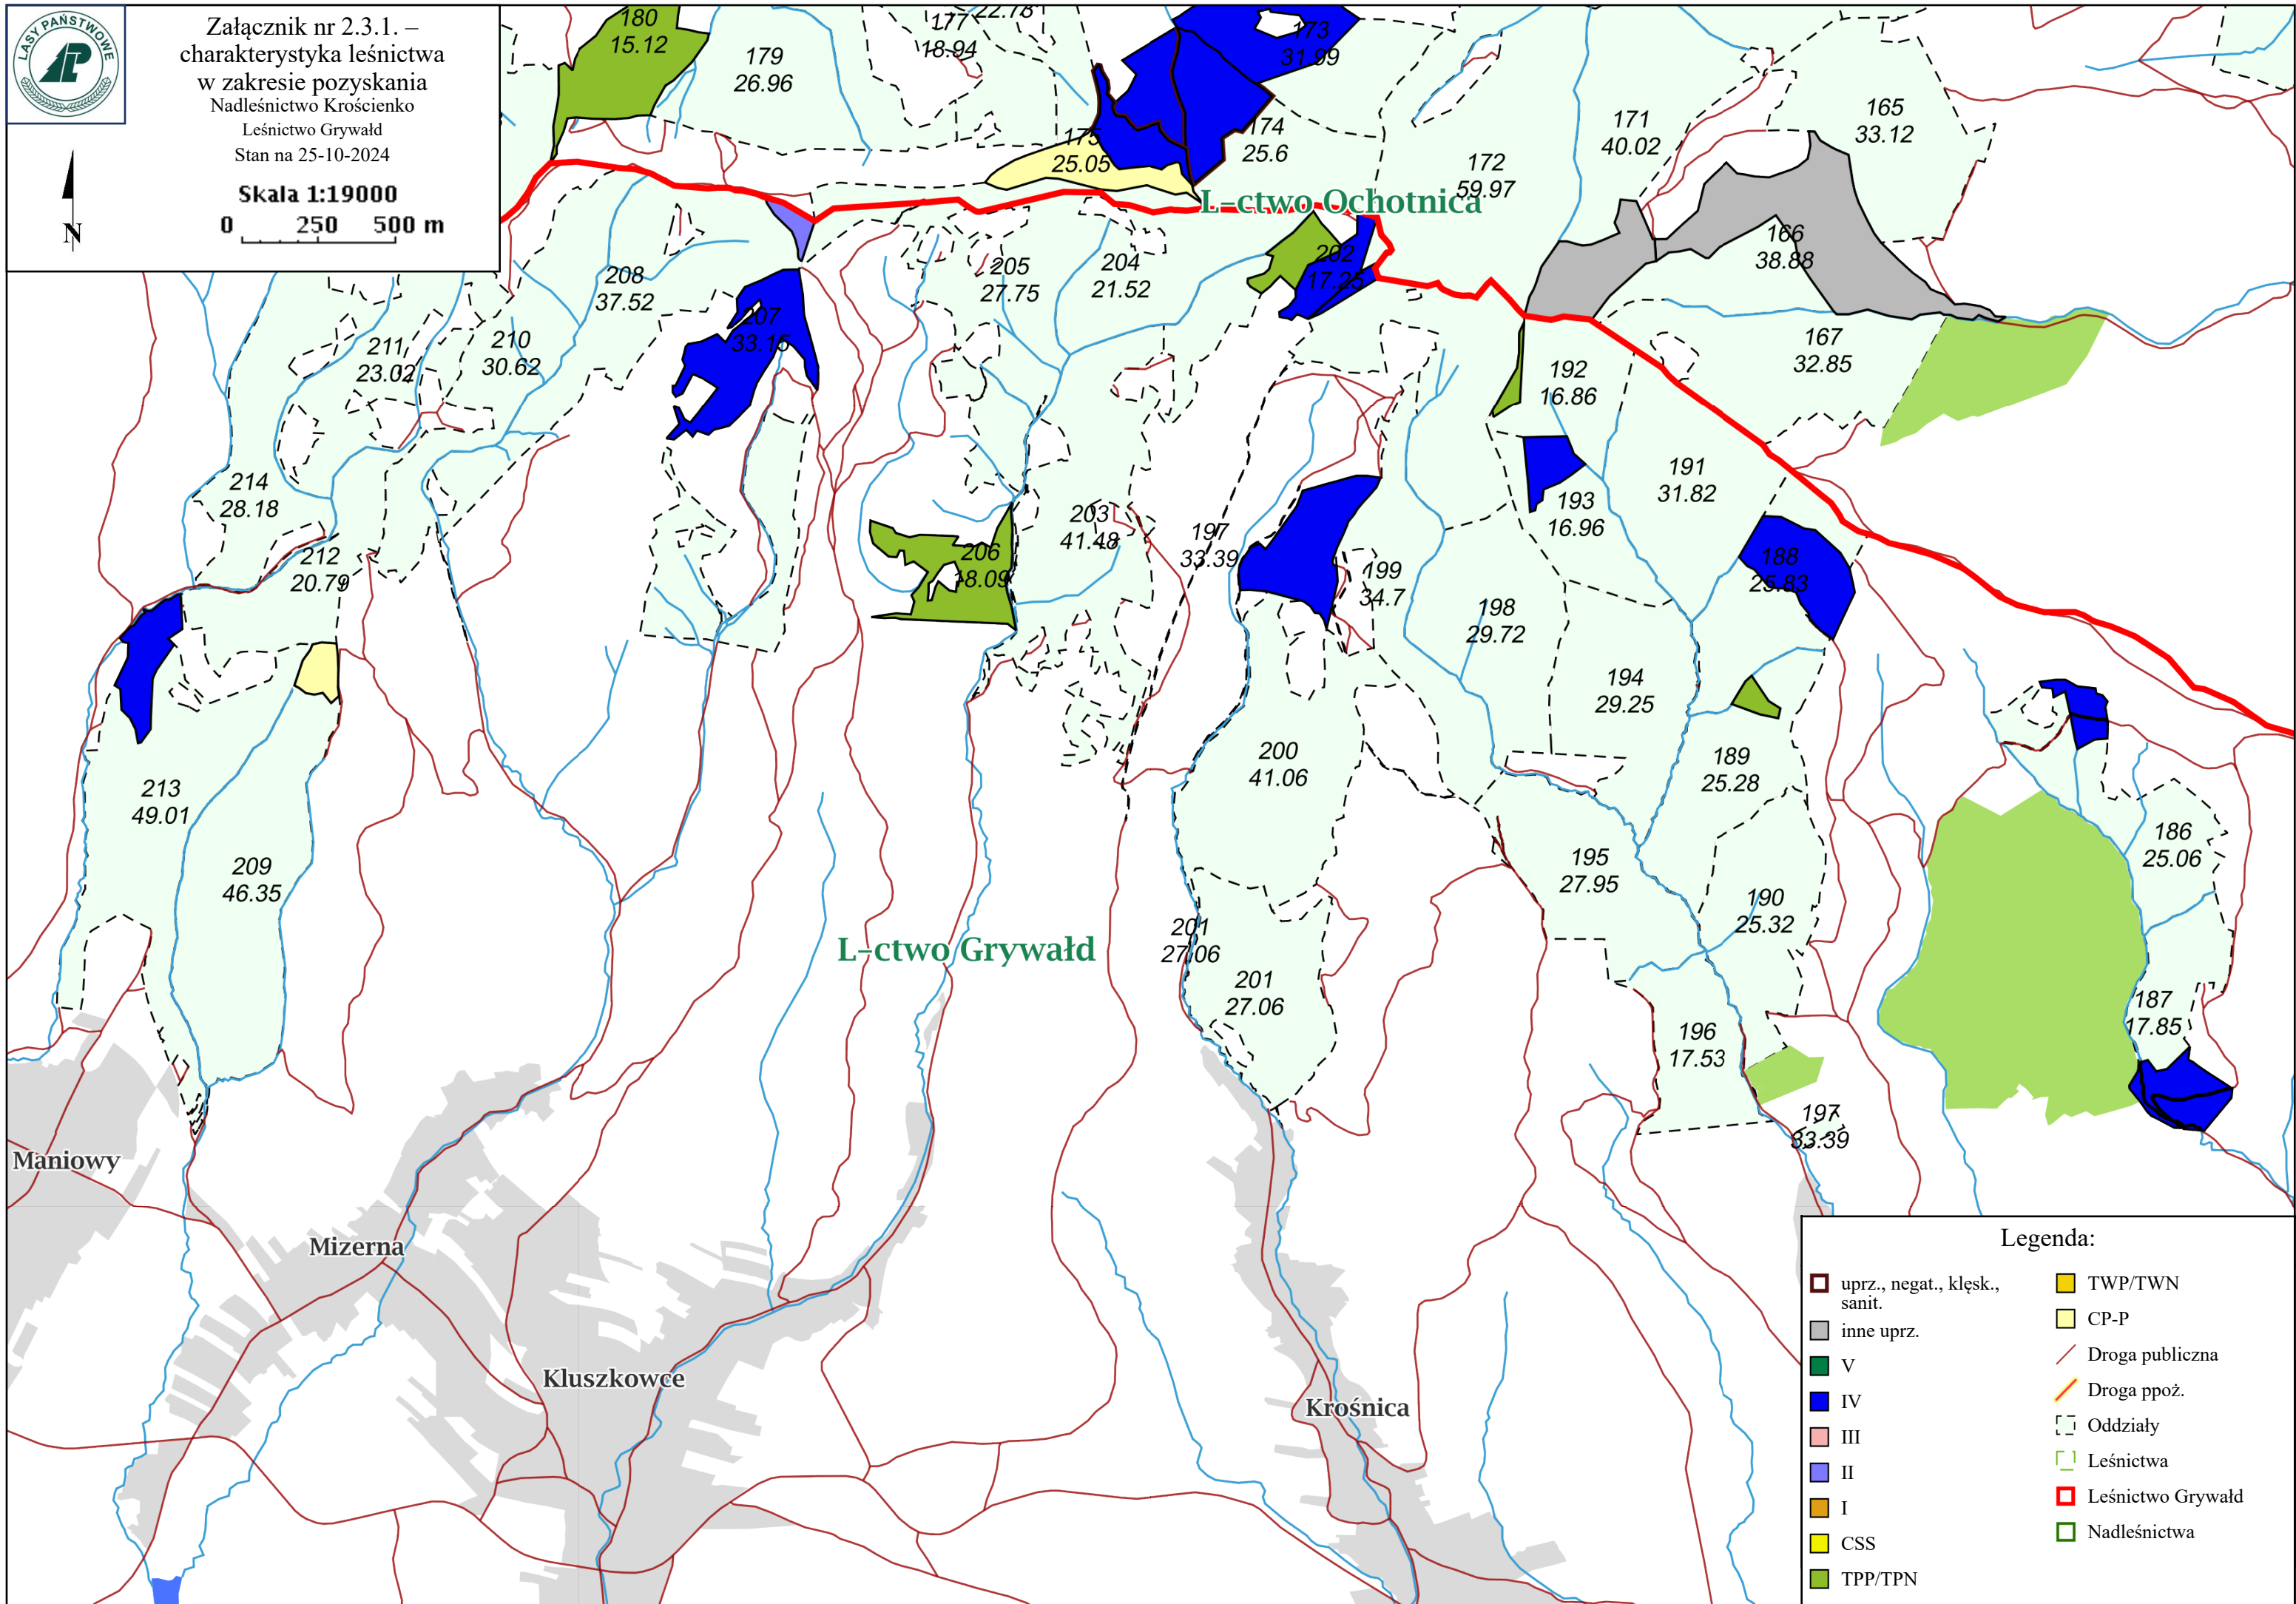 LASY PAŃSTWOWE
Załącznik nr 2.3.1. –
charakterystyka leśnictwa
w zakresie pozyskania
Nadleśnictwo Krościenko
Leśnictwo Grywałd
Stan na 25-10-2024
Skala 1:19000
0 250 500 m
N
180
15.12
179
26.96
177
18.94
22.78
173
31.99
175
25.05
174
25.6
172
59.97
171
40.02
165
33.12
L-ctwo Ochotnica
166
38.88
167
32.85
208
37.52
205
27.75
204
21.52
202
17.25
207
33.15
211
23.02
210
30.62
192
16.86
191
31.82
193
16.96
214
28.18
212
20.79
206
18.09
203
41.48
197
33.39
199
34.7
198
29.72
188
25.83
194
29.25
189
25.28
200
41.06
213
49.01
209
46.35
195
27.95
190
25.32
186
25.06
201
27.06
201
27.06
L-ctwo Grywałd
187
17.85
196
17.53
197
33.39
Maniowy
Mizerna
Kluszkowce
Krośnica
Legenda:
uprz., negat., klęsk.,
sanit.
inne uprz.
V
IV
III
II
I
CSS
TPP/TPN
TWP/TWN
CP-P
Droga publiczna
Droga ppoż.
Oddziały
Leśnictwa
Leśnictwo Grywałd
Nadleśnictwa